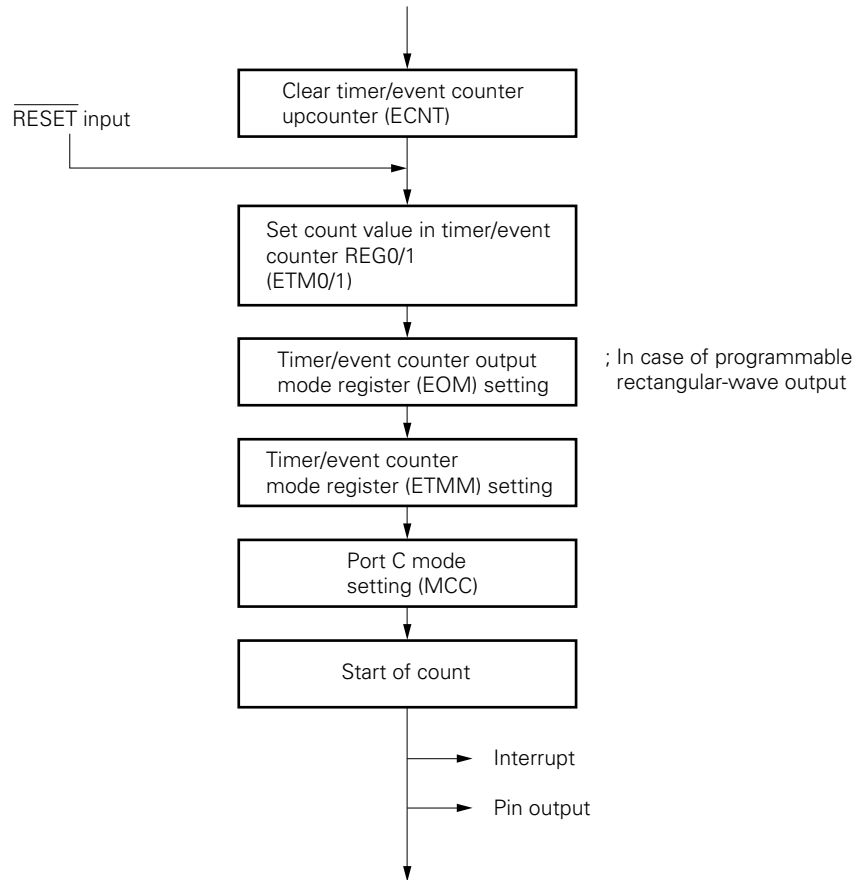 Clear timer/event counter
upcounter (ECNT)
RESET input
Set count value in timer/event
counter REG0/1
(ETM0/1)
Timer/event counter output
mode register (EOM) setting
; In case of programmable
rectangular-wave output
Timer/event counter
mode register (ETMM) setting
Port C mode
setting (MCC)
Start of count
Interrupt
Pin output